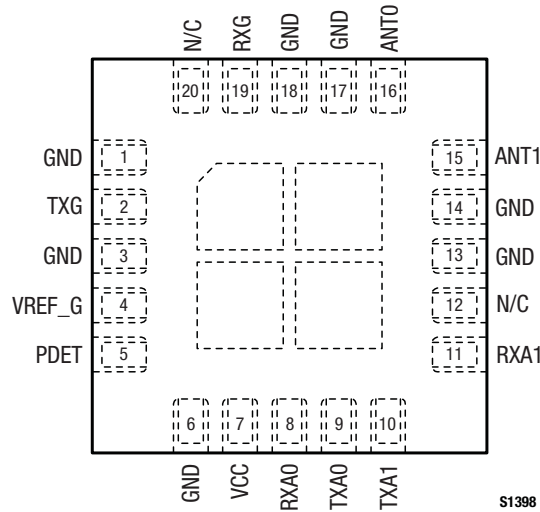 N/C RXG GND GND ANT0
20 19 18 17 16
GND 1 15 ANT1
TXG 2 14 GND
GND 3 13 GND
VREF_G 4 12 N/C
PDET 5 11 RXA1
6 7 8 9 10
GND VCC RXA0 TXA0 TXA1
S1398